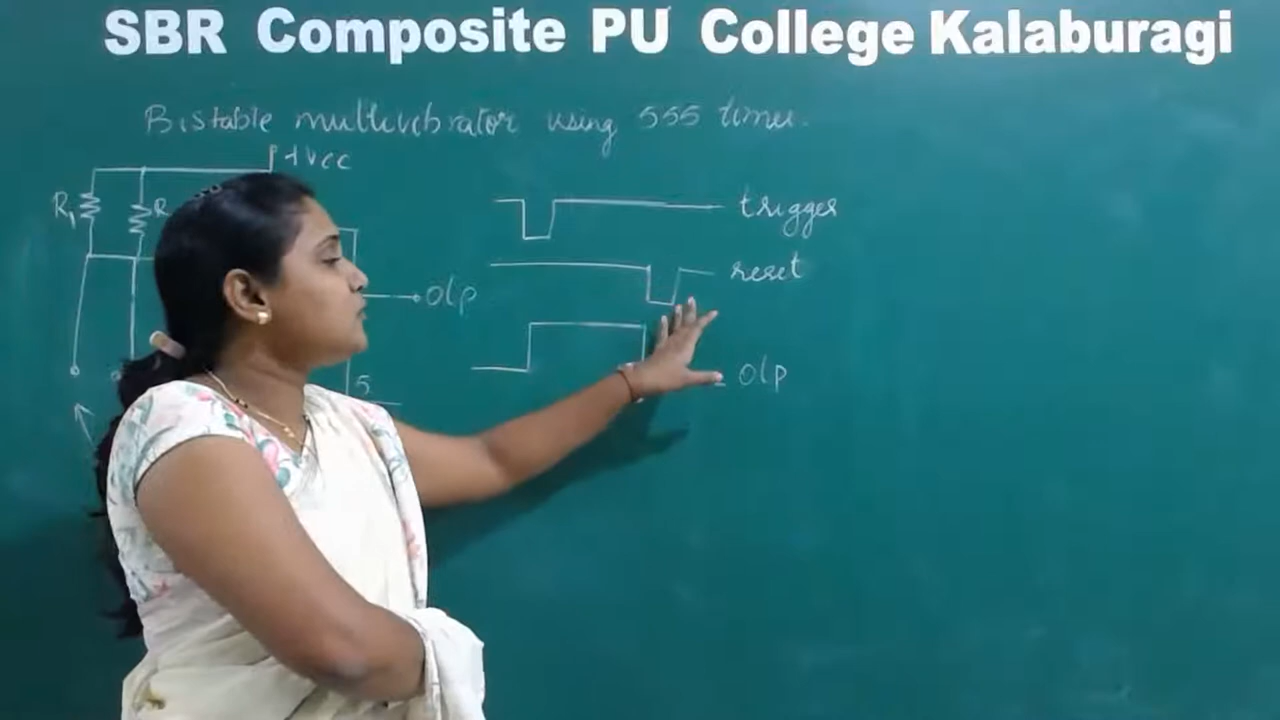 SBR Composite PU College Kalaburagi
Bistable multivibrator using 555 timer.
+Vcc
R₁
R
trigger
reset
o/p
5
o/p